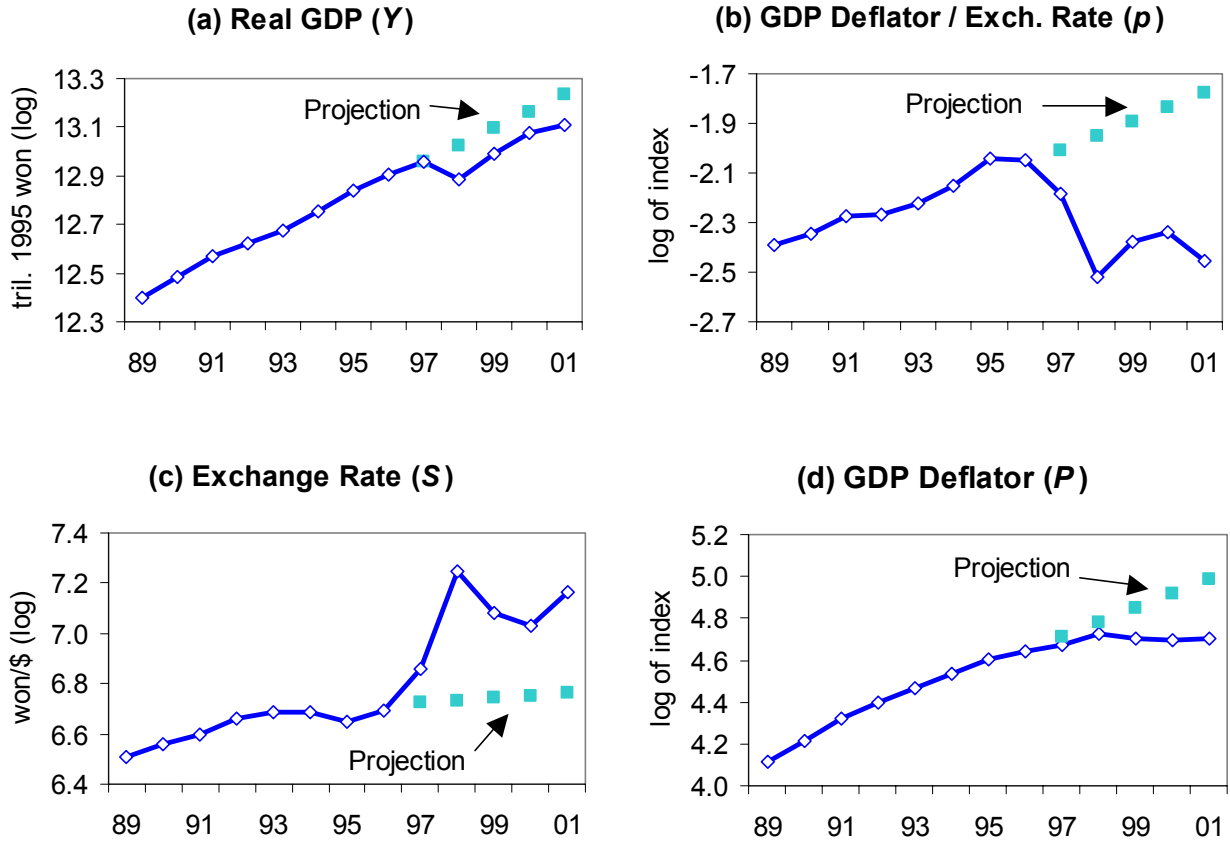 (a) Real GDP (Y)
tril. 1995 won (log)
13.3
13.1
12.9
12.7
12.5
12.3
Projection
89 91 93 95 97 99 01
(b) GDP Deflator / Exch. Rate (p)
log of index
-1.7
-1.9
-2.1
-2.3
-2.5
-2.7
Projection
89 91 93 95 97 99 01
(c) Exchange Rate (S)
won/$ (log)
7.4
7.2
7.0
6.8
6.6
6.4
Projection
89 91 93 95 97 99 01
(d) GDP Deflator (P)
log of index
5.2
5.0
4.8
4.6
4.4
4.2
4.0
Projection
89 91 93 95 97 99 01